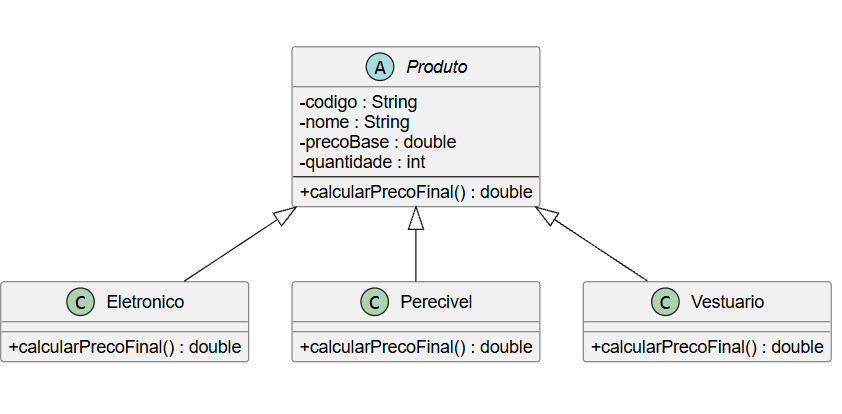 A Produto
-codigo : String
-nome : String
-precoBase : double
-quantidade : int
+calcularPrecoFinal() : double
C Eletronico
+calcularPrecoFinal() : double
C Perecivel
+calcularPrecoFinal() : double
C Vestuario
+calcularPrecoFinal() : double